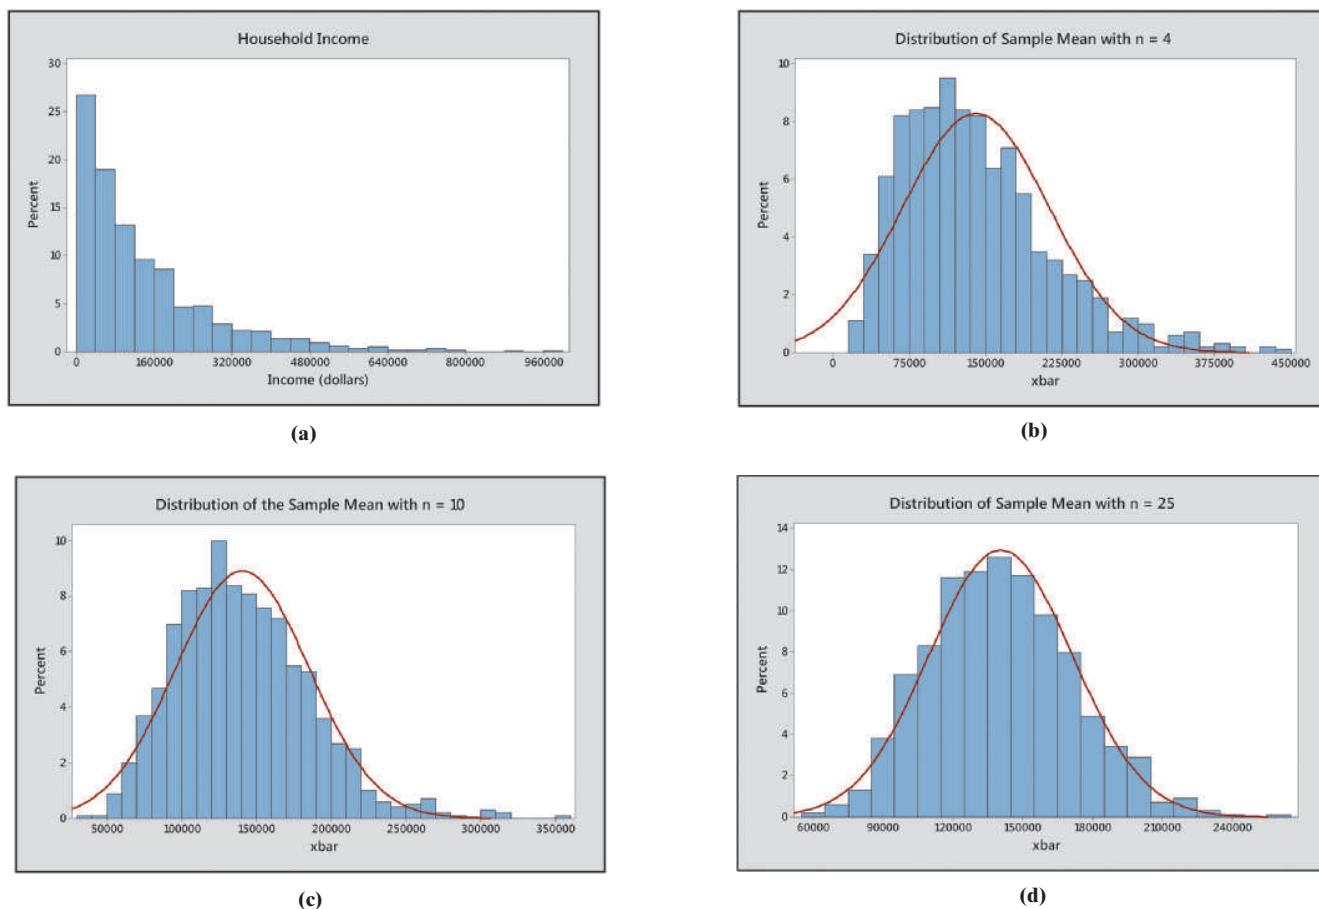 Household Income
30
25
20
15
10
5
0
Percent
0 160000 320000 480000 640000 800000 960000
Income (dollars)
(a)
Distribution of Sample Mean with n = 4
10
8
6
4
2
0
Percent
0 75000 150000 225000 300000 375000 450000
xbar
(b)
Distribution of the Sample Mean with n = 10
10
8
6
4
2
0
Percent
50000 100000 150000 200000 250000 300000 350000
xbar
(c)
Distribution of Sample Mean with n = 25
14
12
10
8
6
4
2
0
Percent
60000 90000 120000 150000 180000 210000 240000
xbar
(d)